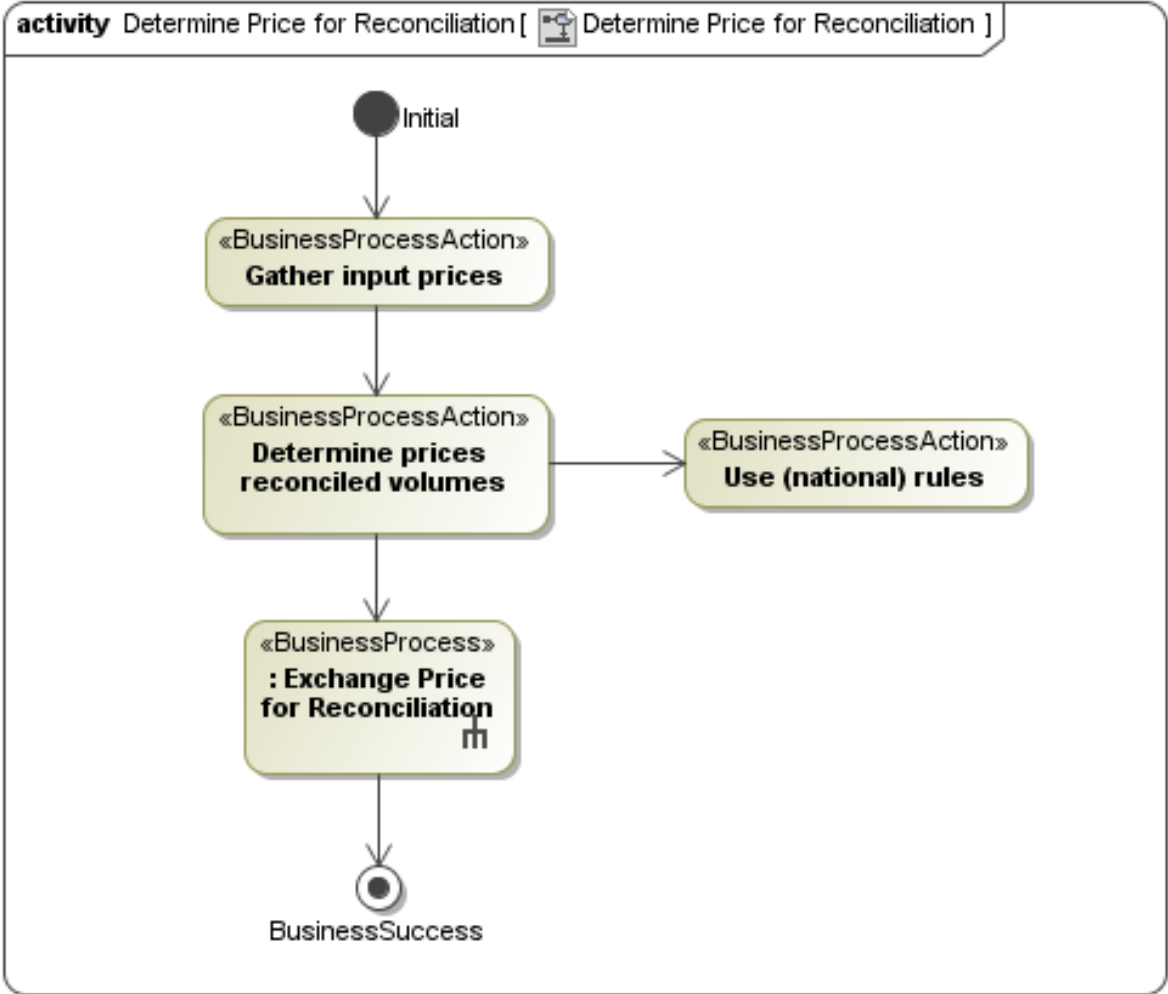 activity Determine Price for Reconciliation [ Determine Price for Reconciliation ]
Initial
«BusinessProcessAction»
Gather input prices
«BusinessProcessAction»
Determine prices
reconciled volumes
«BusinessProcessAction»
Use (national) rules
«BusinessProcess»
: Exchange Price
for Reconciliation
BusinessSuccess